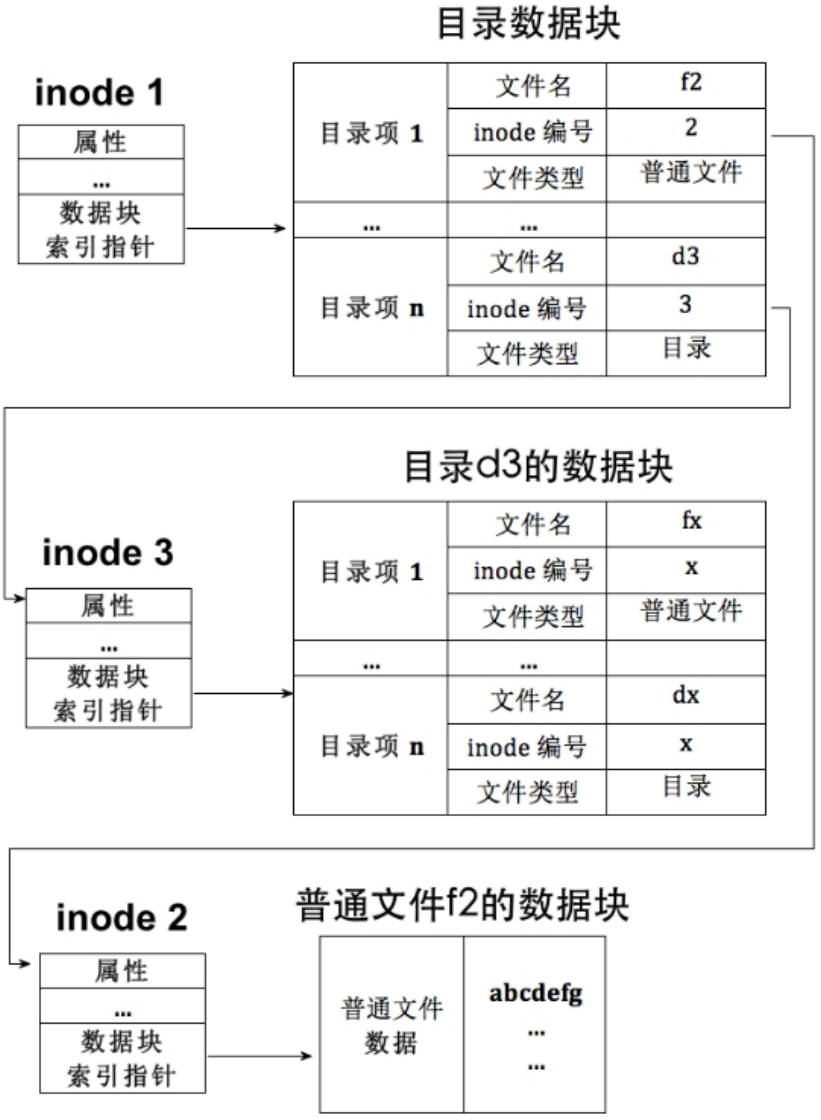 目录数据块
inode 1
属性
...
数据块
索引指针
目录项 1
文件名 f2
inode 编号 2
文件类型 普通文件
... ...
目录项 n
文件名 d3
inode 编号 3
文件类型 目录
目录d3的数据块
inode 3
属性
...
数据块
索引指针
目录项 1
文件名 fx
inode 编号 x
文件类型 普通文件
... ...
目录项 n
文件名 dx
inode 编号 x
文件类型 目录
普通文件f2的数据块
inode 2
属性
...
数据块
索引指针
普通文件
数据
abcdefg
...
...